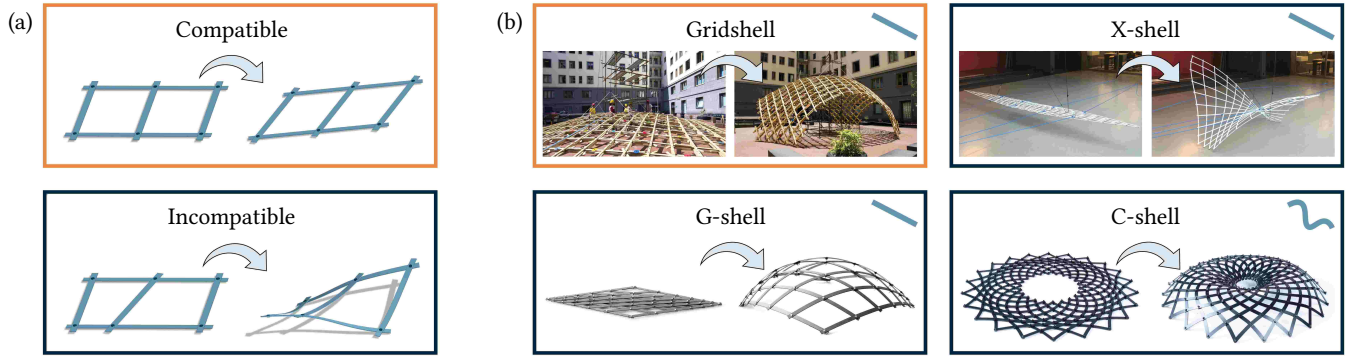 (a)
Compatible
Incompatible
(b)
Gridshell
X-shell
G-shell
C-shell